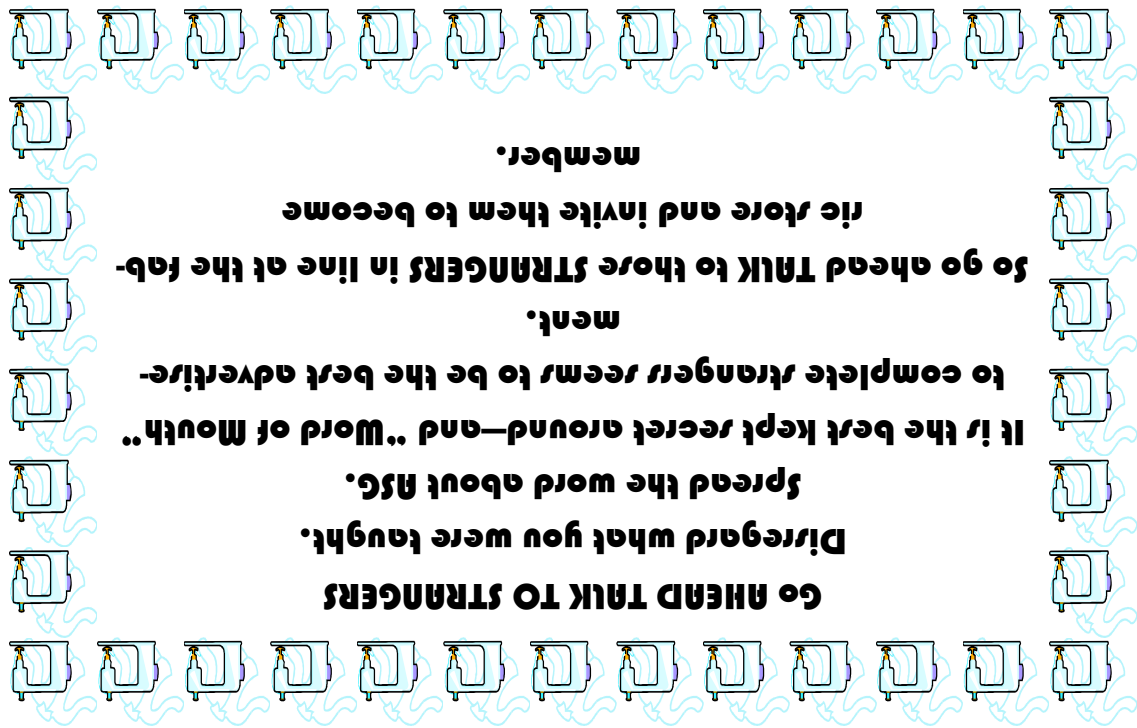 Go AHEAD TALK TO STRANGERS
Disregard what you were taught.
Spread the word about ASG.
It is the best kept secret around—and “Word of Mouth”
to complete strangers seems to be the best advertise-
ment.
So go ahead TALK to those STRANGERS in line at the fab-
ric store and invite them to become
member.